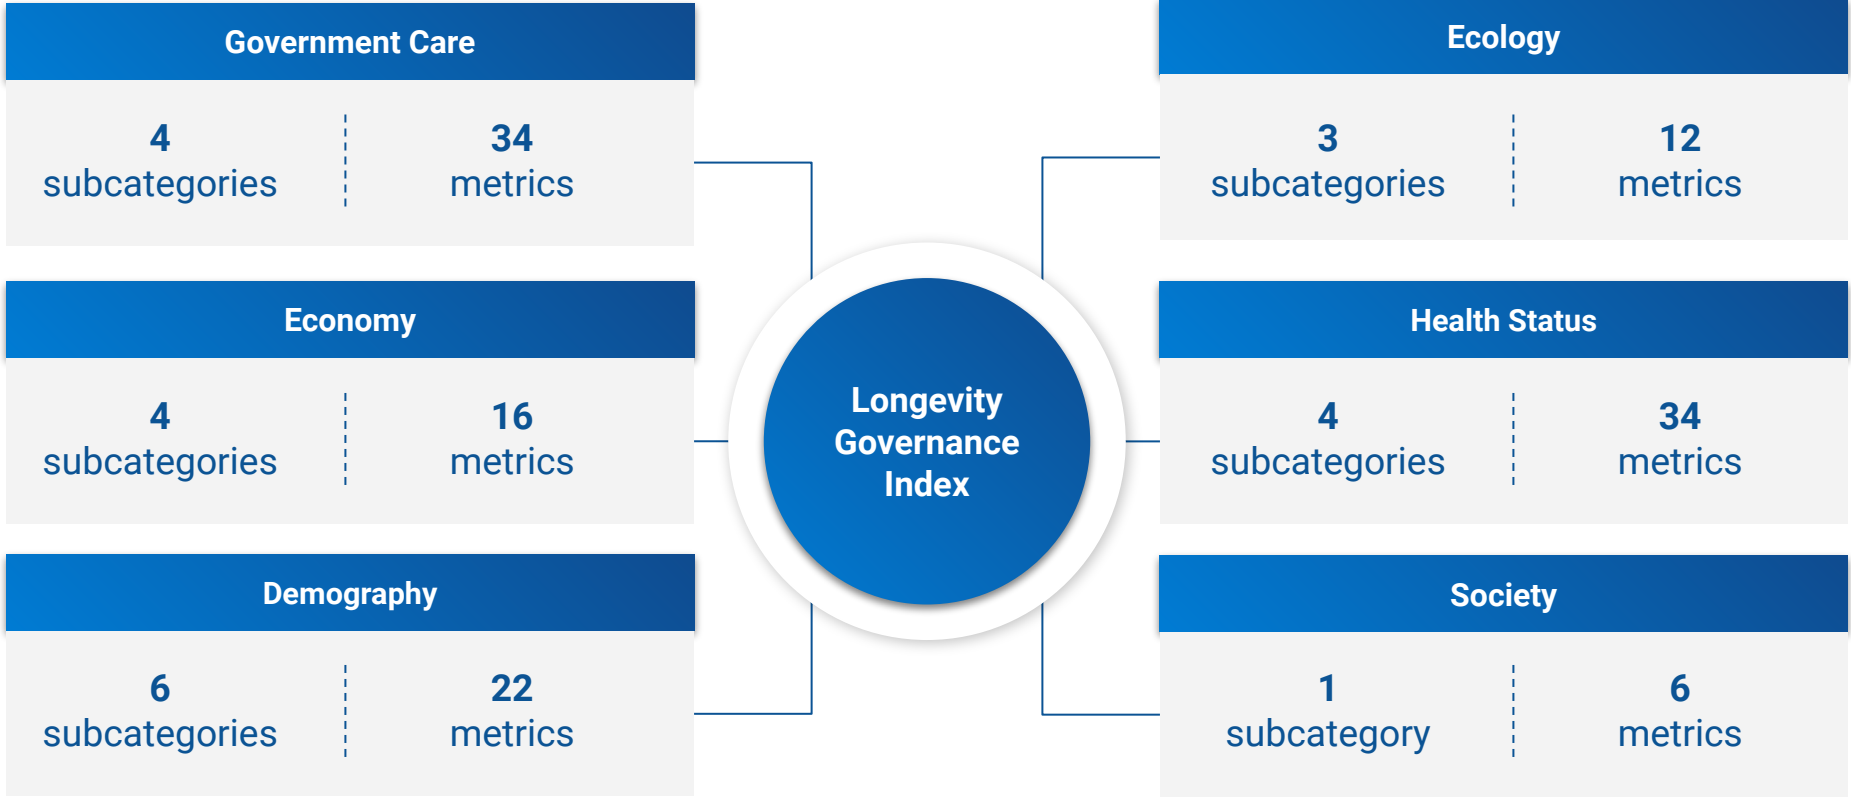 Government Care
4
subcategories
34
metrics
Economy
4
subcategories
16
metrics
Demography
6
subcategories
22
metrics
Longevity
Governance
Index
Ecology
3
subcategories
12
metrics
Health Status
4
subcategories
34
metrics
Society
1
subcategory
6
metrics